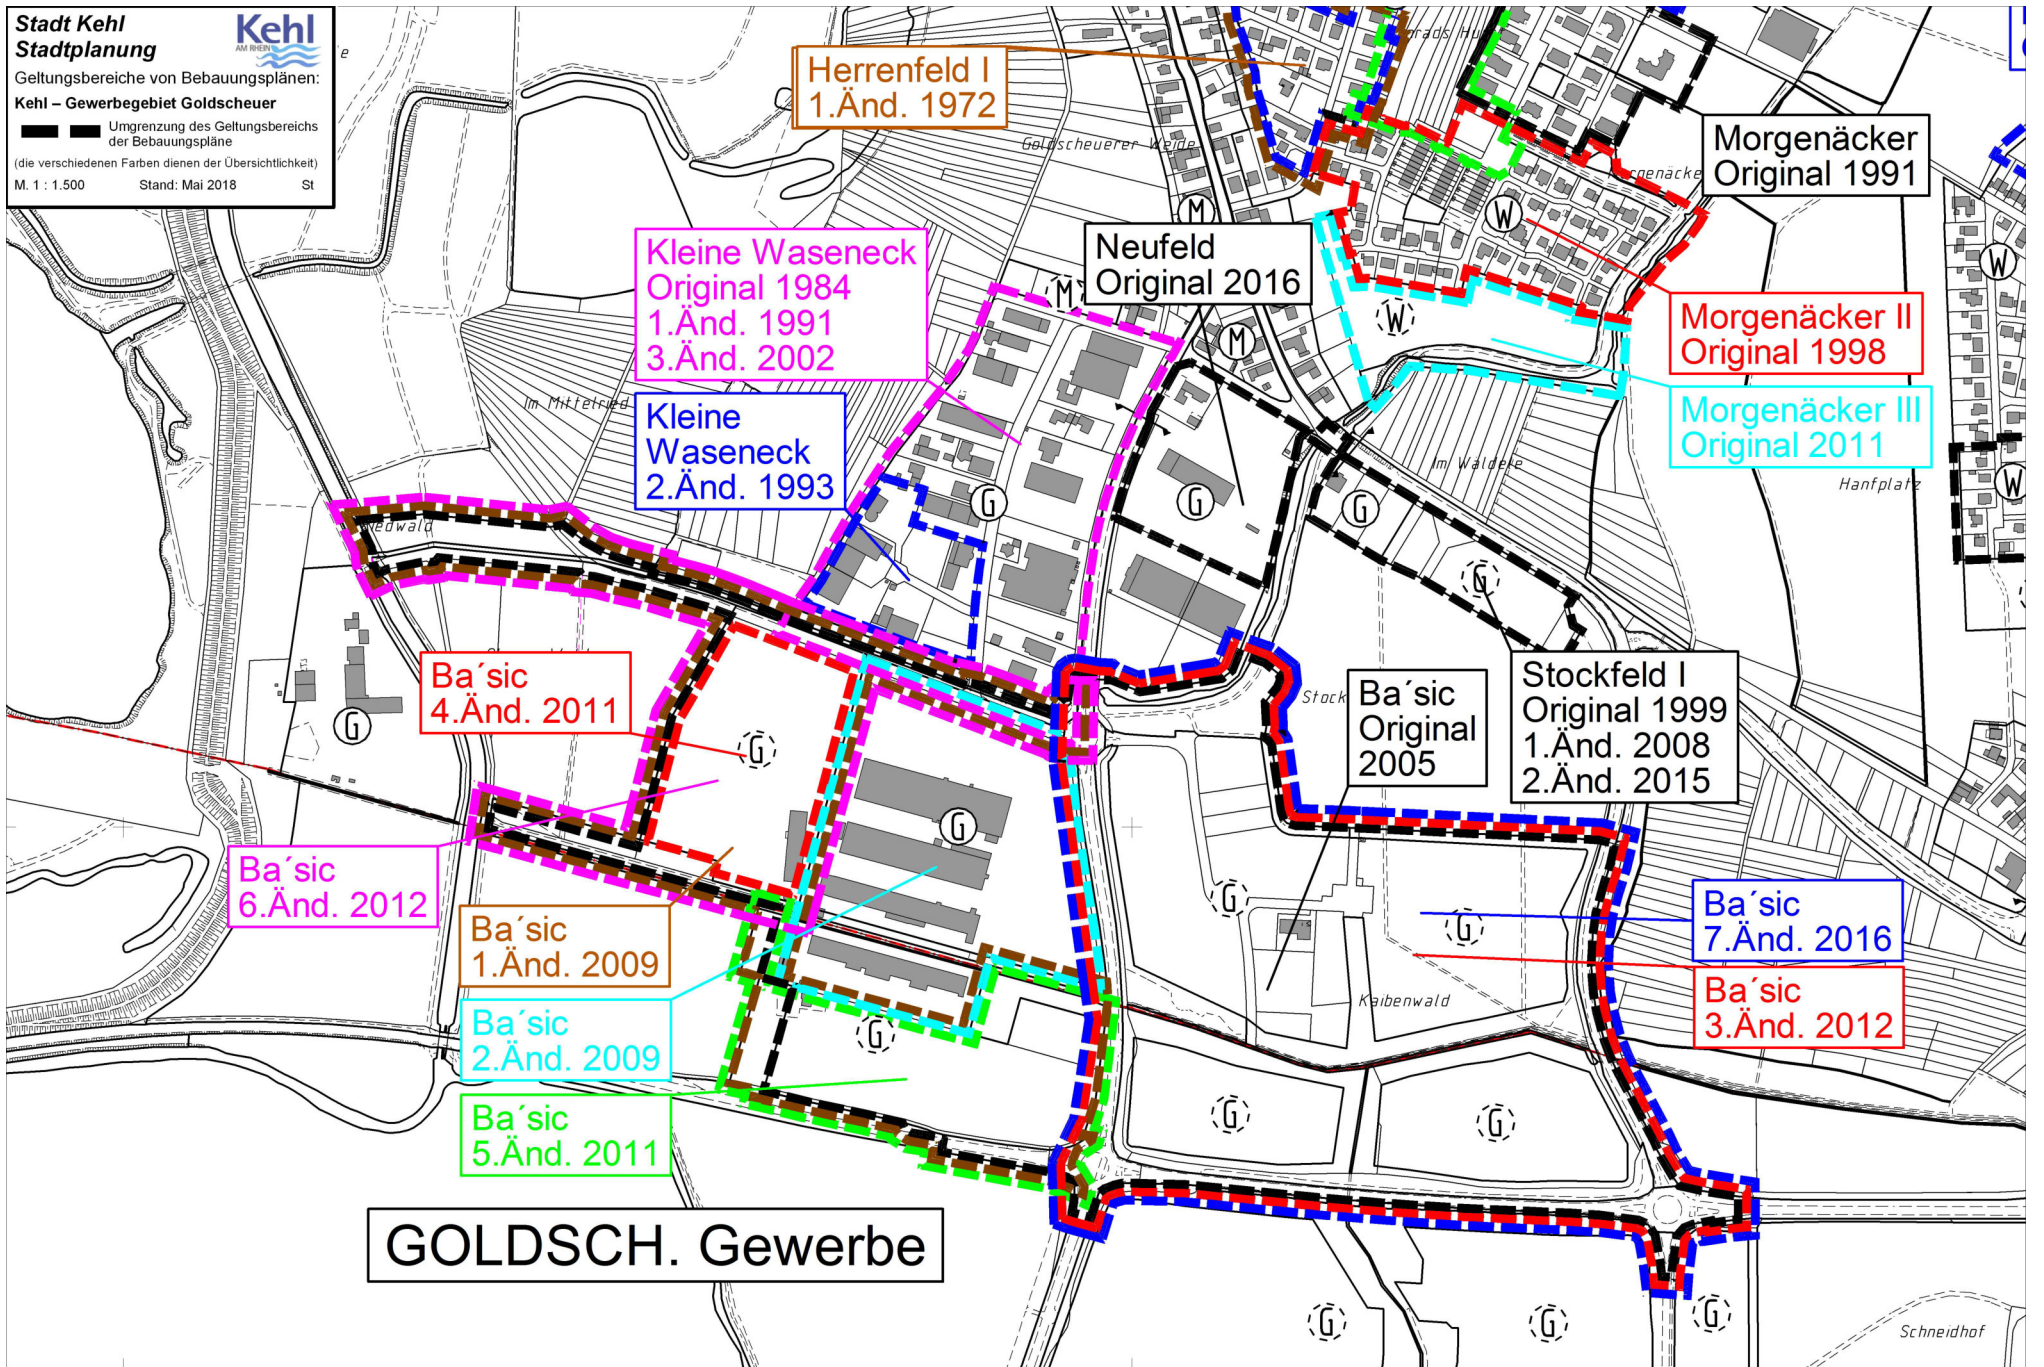 Stadt Kehl
Stadtplanung
Kehl
AM RHEIN
Geltungsbereiche von Bebauungsplänen:
Kehl – Gewerbegebiet Goldscheuer
Umgrenzung des Geltungsbereichs
der Bebauungspläne
(die verschiedenen Farben dienen der Übersichtlichkeit)
M. 1 : 1.500 Stand: Mai 2018 St
Herrenfeld I
1.Änd. 1972
Goldscheuerer Weide
Morgenäcker
Original 1991
Kleine Waseneck
Original 1984
1.Änd. 1991
3.Änd. 2002
Neufeld
Original 2016
M
W
M
W
W
M
Morgenäcker II
Original 1998
Kleine
Waseneck
2.Änd. 1993
Morgenäcker III
Original 2011
Im Mittelried
Im Waldele
Hanfplatz
W
G
G
G
G
Ba´sic
4.Änd. 2011
G
G
Stock
Ba´sic
Original
2005
Stockfeld I
Original 1999
1.Änd. 2008
2.Änd. 2015
G
Ba´sic
6.Änd. 2012
Ba´sic
1.Änd. 2009
G
G
Ba´sic
7.Änd. 2016
Ba´sic
2.Änd. 2009
G
Kaibenwald
Ba´sic
3.Änd. 2012
Ba´sic
5.Änd. 2011
G
G
GOLDSCH. Gewerbe
G
G
G
Schneidhof